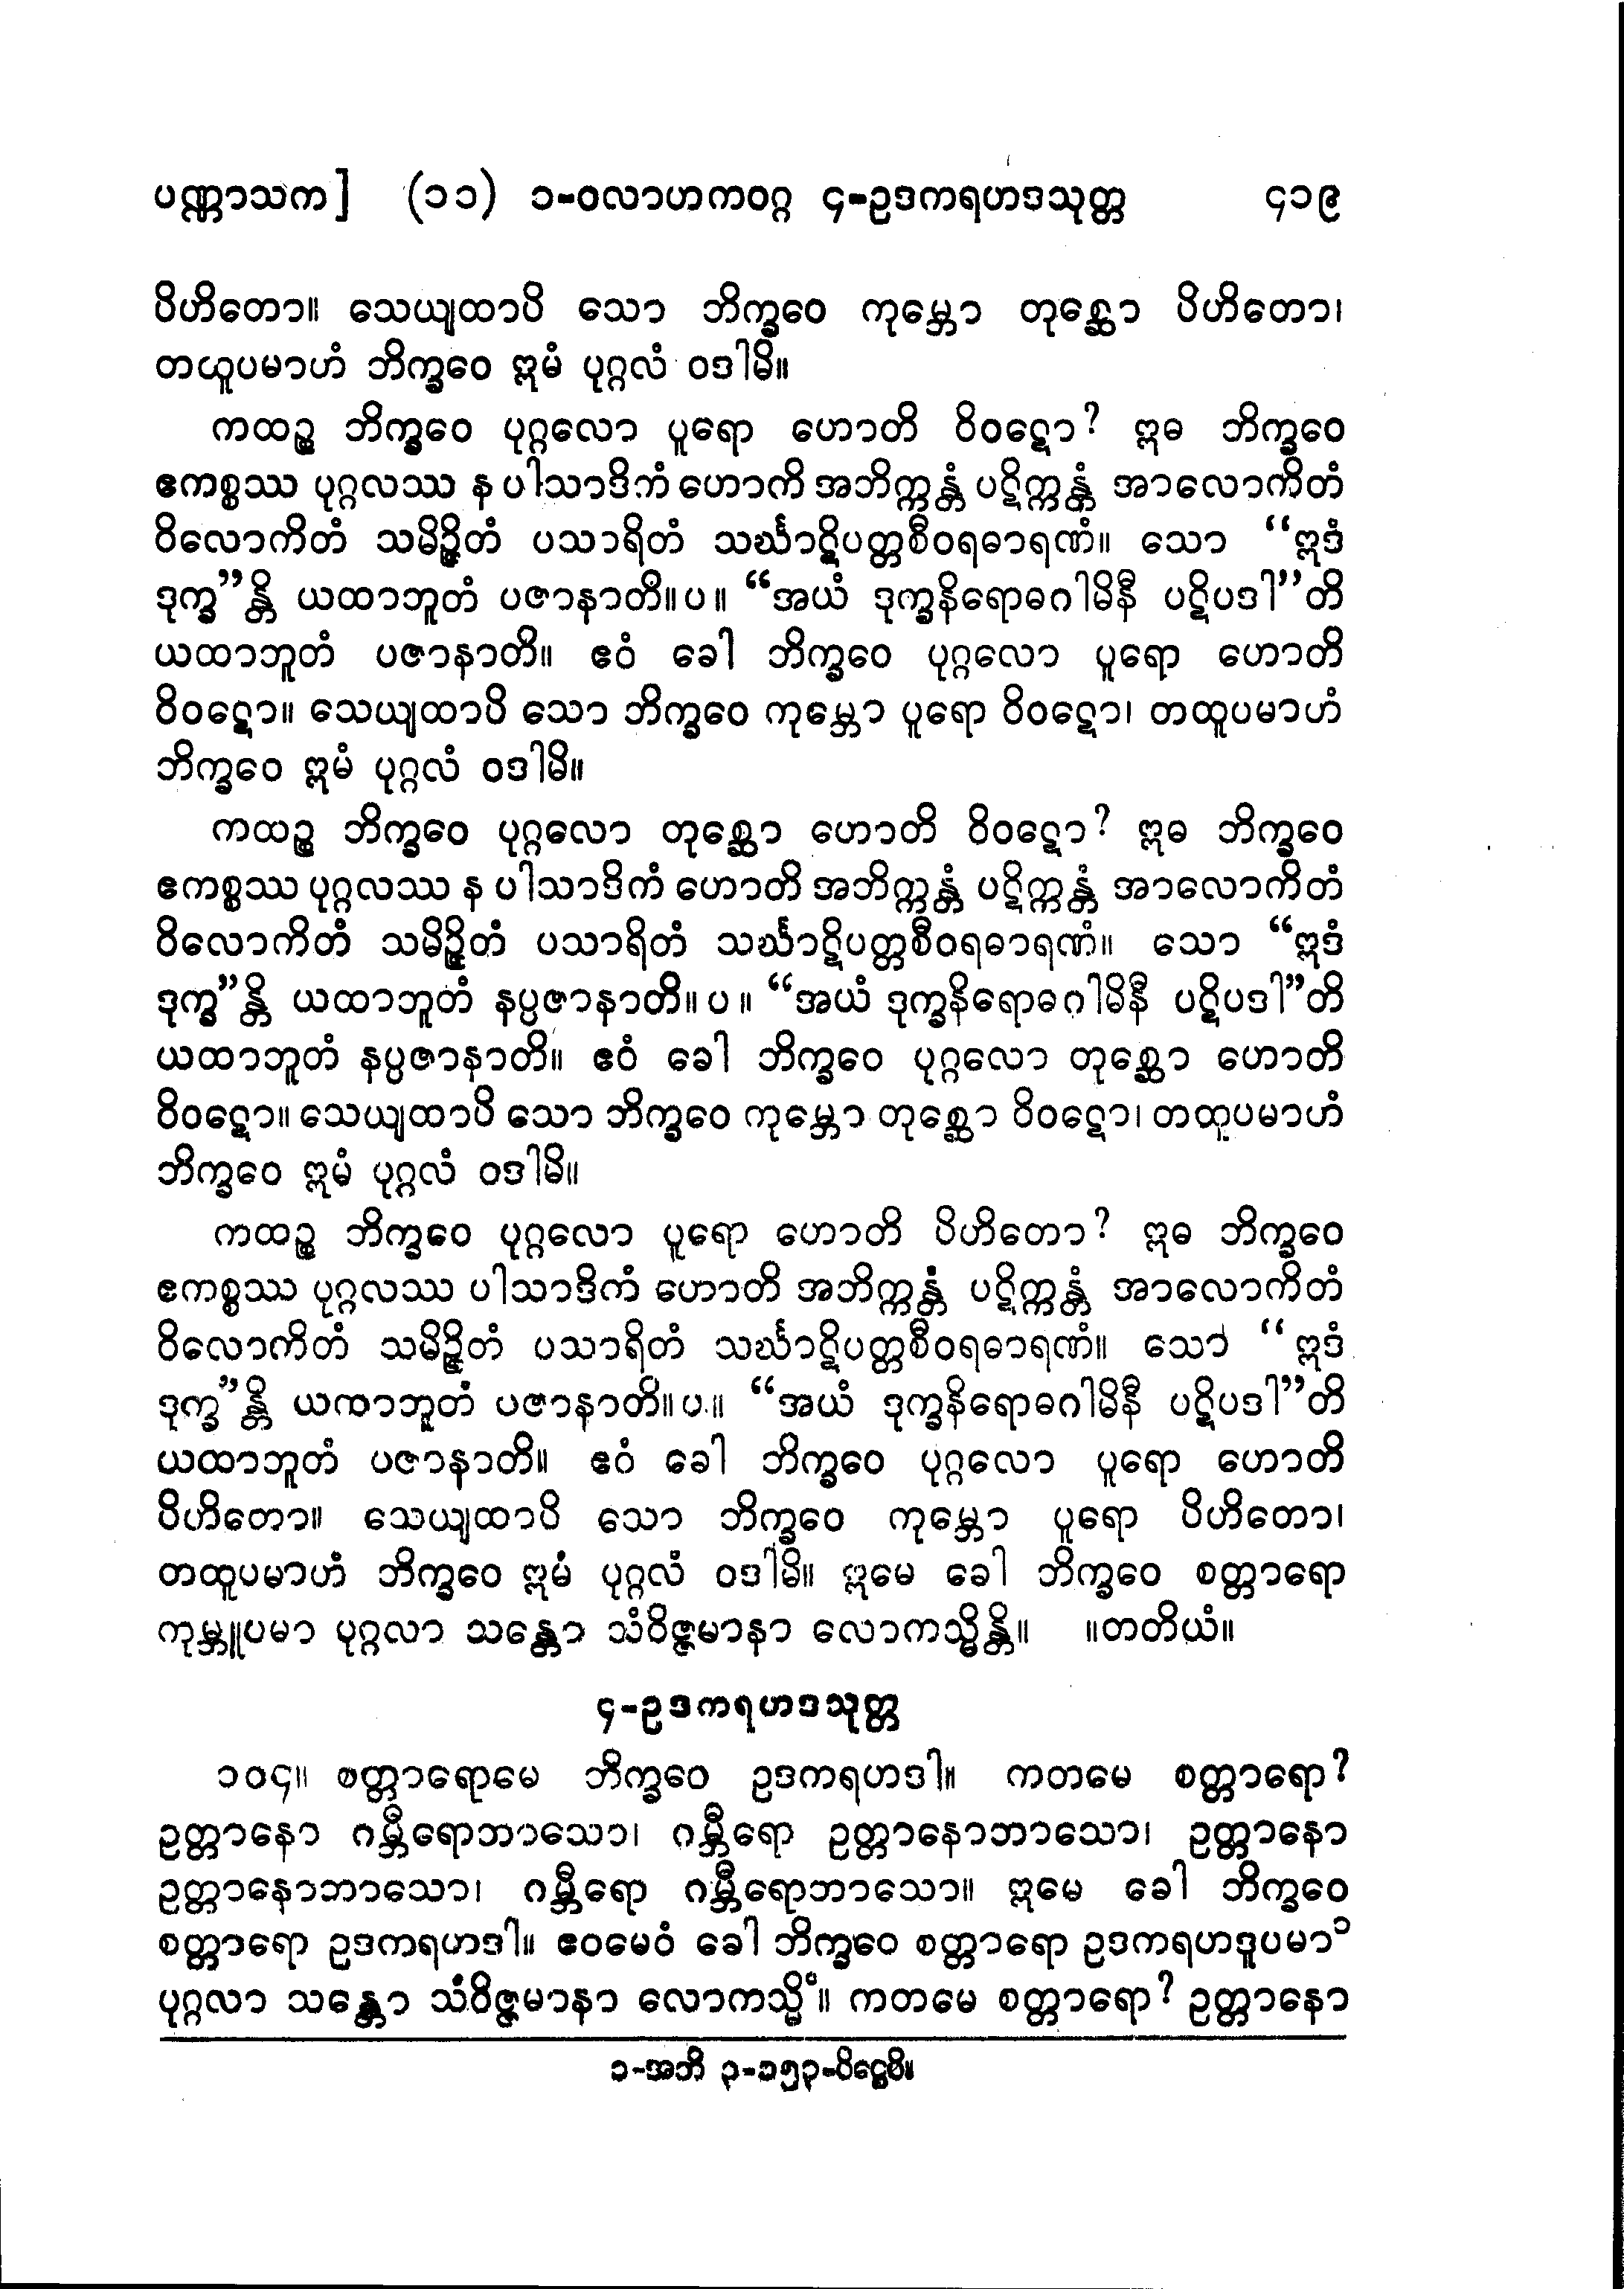 ပဏ္ဏာသက] (၁၁) ၁-ဝလာဟကဝဂ္ဂ ၄-ဥဒကရဟဒသုတ္တ ၄၁၉
ပိဟိတော။ သေယျထာပိ သော ဘိက္ခဝေ ကုမ္ဘော တုစ္ဆော ပိဟိတော၊
တထူပမာဟံ ဘိက္ခဝေ ဣမံ ပုဂ္ဂလံ ဝဒါမိ။
ကထဉ္စ ဘိက္ခဝေ ပုဂ္ဂလော ပူရော ဟောတိ ဝိဝဋော? ဣဓ ဘိက္ခဝေ
ဧကစ္စဿ ပုဂ္ဂလဿ န ပါသာဒိကံ ဟောကိ အဘိက္ကန္တံ ပဋိက္ကန္တံ အာလောကိတံ
ဝိလောကိတံ သမိဉ္ဇိတံ ပသာရိတံ သင်္ဃာဋိပတ္တစီဝရဓာရဏံ။ သော “ဣဒံ
ဒုက္ခ”န္တိ ယထာဘူတံ ပဇာနာတိ။ပ။ “အယံ ဒုက္ခနိရောဓဂါမိနီ ပဋိပဒါ”တိ
ယထာဘူတံ ပဇာနာတိ။ ဧဝံ ခေါ ဘိက္ခဝေ ပုဂ္ဂလော ပူရော ဟောတိ
ဝိဝဋော။ သေယျထာပိ သော ဘိက္ခဝေ ကုမ္ဘော ပူရော ဝိဝဋော၊ တထူပမာဟံ
ဘိက္ခဝေ ဣမံ ပုဂ္ဂလံ ဝဒါမိ။
ကထဉ္စ ဘိက္ခဝေ ပုဂ္ဂလော တုစ္ဆော ဟောတိ ဝိဝဋော? ဣဓ ဘိက္ခဝေ
ဧကစ္စဿ ပုဂ္ဂလဿ န ပါသာဒိကံ ဟောတိ အဘိက္ကန္တံ ပဋိက္ကန္တံ အာလောကိတံ
ဝိလောကိတံ သမိဉ္ဇိတံ ပသာရိတံ သင်္ဃာဋိပတ္တစီဝရဓာရဏံ။ သော “ဣဒံ
ဒုက္ခ”န္တိ ယထာဘူတံ နပ္ပဇာနာတိ။ပ။ “အယံ ဒုက္ခနိရောဓဂါမိနီ ပဋိပဒါ”တိ
ယထာဘူတံ နပ္ပဇာနာတိ။ ဧဝံ ခေါ ဘိက္ခဝေ ပုဂ္ဂလော တုစ္ဆော ဟောတိ
ဝိဝဋော။ သေယျထာပိ သော ဘိက္ခဝေ ကုမ္ဘော တုစ္ဆော ဝိဝဋော၊ တထူပမာဟံ
ဘိက္ခဝေ ဣမံ ပုဂ္ဂလံ ဝဒါမိ။
ကထဉ္စ ဘိက္ခဝေ ပုဂ္ဂလော ပူရော ဟောတိ ပိဟိတော? ဣဓ ဘိက္ခဝေ
ဧကစ္စဿ ပုဂ္ဂလဿ ပါသာဒိကံ ဟောတိ အဘိက္ကန္တံ ပဋိက္ကန္တံ အာလောကိတံ
ဝိလောကိတံ သမိဉ္ဇိတံ ပသာရိတံ သင်္ဃာဋိပတ္တစီဝရဓာရဏံ။ သော “ဣဒံ
ဒုက္ခ”န္တိ ယထာဘူတံ ပဇာနာတိ။ပ။ “အယံ ဒုက္ခနိရောဓဂါမိနီ ပဋိပဒါ”တိ
ယထာဘူတံ ပဇာနာတိ။ ဧဝံ ခေါ ဘိက္ခဝေ ပုဂ္ဂလော ပူရော ဟောတိ
ပိဟိတော။ သေယျထာပိ သော ဘိက္ခဝေ ကုမ္ဘော ပူရော ပိဟိတော၊
တထူပမာဟံ ဘိက္ခဝေ ဣမံ ပုဂ္ဂလံ ဝဒါမိ။ ဣမေ ခေါ ဘိက္ခဝေ စတ္တာရော
ကုမ္ဘူပမာ ပုဂ္ဂလာ သန္တော သံဝိဇ္ဇမာနာ လောကသ္မိန္တိ။ ။တတိယံ။
၄-ဥဒကရဟဒသုတ္တ
၁၀၄။ စတ္တာရောမေ ဘိက္ခဝေ ဥဒကရဟဒါ။ ကတမေ စတ္တာရော?
ဥတ္တာနော ဂမ္ဘီရောဘာသော၊ ဂမ္ဘီရော ဥတ္တာနောဘာသော၊ ဥတ္တာနော
ဥတ္တာနောဘာသော၊ ဂမ္ဘီရော ဂမ္ဘီရောဘာသော။ ဣမေ ခေါ ဘိက္ခဝေ
စတ္တာရော ဥဒကရဟဒါ။ ဧဝမေဝံ ခေါ ဘိက္ခဝေ စတ္တာရော ဥဒကရဟဒူပမာ၁
ပုဂ္ဂလာ သန္တော သံဝိဇ္ဇမာနာ လောကသ္မိံ။ ကတမေ စတ္တာရော? ဥတ္တာနော
၁-အဘိ ၃-၁၅၃-ပိဋ္ဌေပိ။